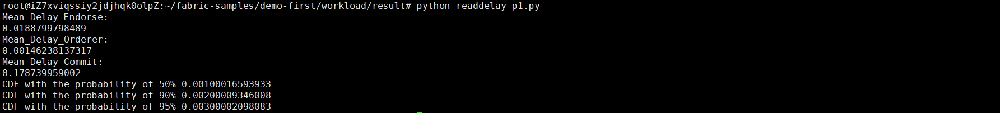 root@iZ7xviqssiy2jdjhqk0olpZ:~/fabric-samples/demo-first/workload/result# python readdelay_p1.py
Mean_Delay_Endorse:
0.0188799798489
Mean_Delay_Orderer:
0.00146238137317
Mean_Delay_Commit:
0.178739959002
CDF with the probability of 50% 0.00100016593933
CDF with the probability of 90% 0.00200009346008
CDF with the probability of 95% 0.00300002098083